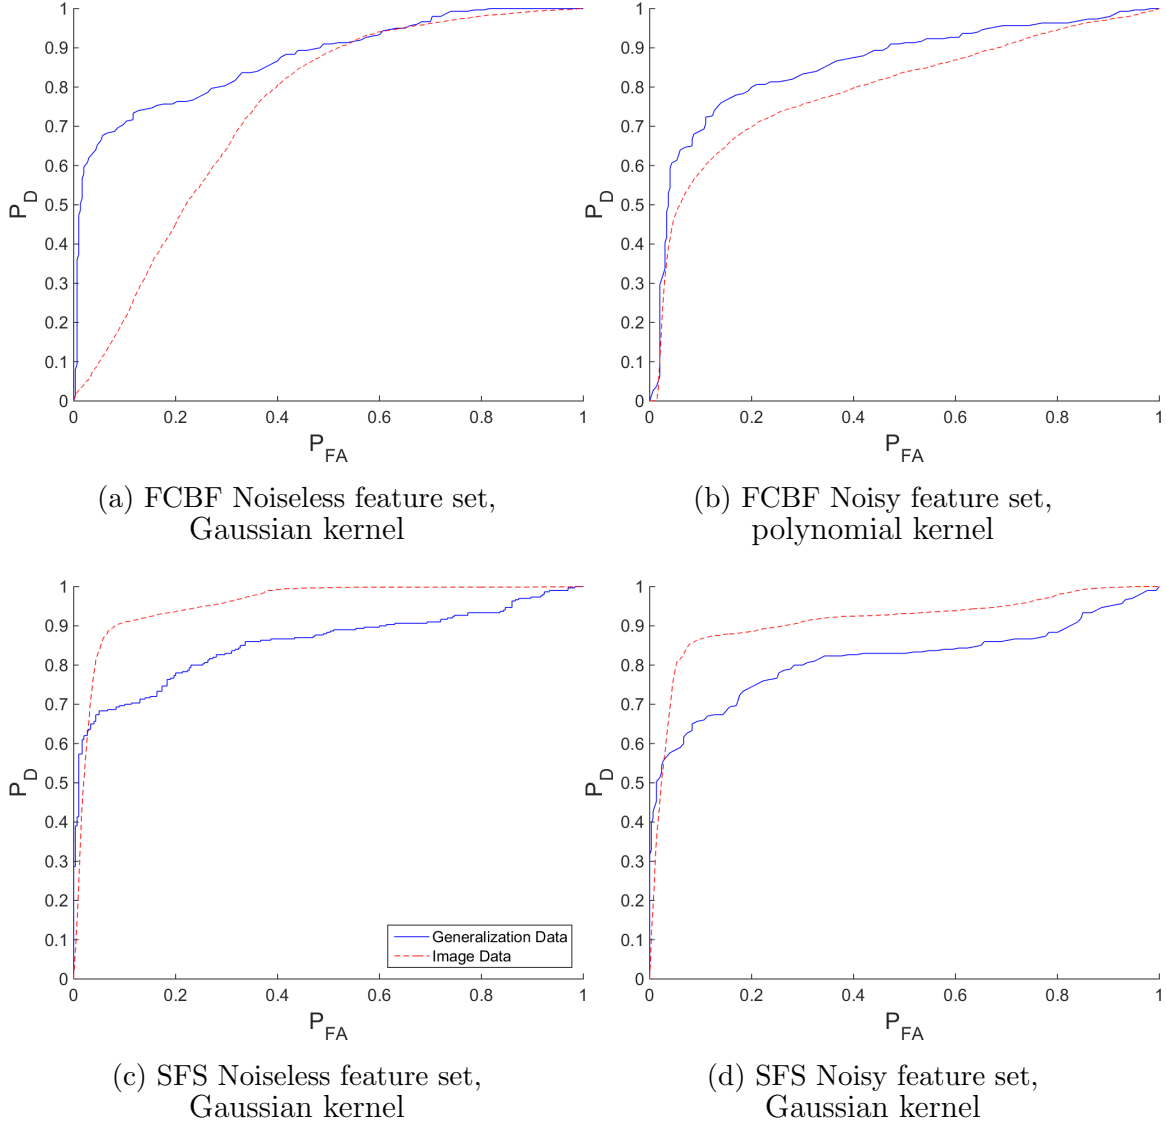 1
0.9
0.8
0.7
0.6
0.5
0.4
0.3
0.2
0.1
0
P_D
0 0.2 0.4 0.6 0.8 1
P_FA
(a) FCBF Noiseless feature set,
Gaussian kernel
1
0.9
0.8
0.7
0.6
0.5
0.4
0.3
0.2
0.1
0
P_D
0 0.2 0.4 0.6 0.8 1
P_FA
(b) FCBF Noisy feature set,
polynomial kernel
1
0.9
0.8
0.7
0.6
0.5
0.4
0.3
0.2
0.1
0
P_D
Generalization Data
Image Data
0 0.2 0.4 0.6 0.8 1
P_FA
(c) SFS Noiseless feature set,
Gaussian kernel
1
0.9
0.8
0.7
0.6
0.5
0.4
0.3
0.2
0.1
0
P_D
0 0.2 0.4 0.6 0.8 1
P_FA
(d) SFS Noisy feature set,
Gaussian kernel